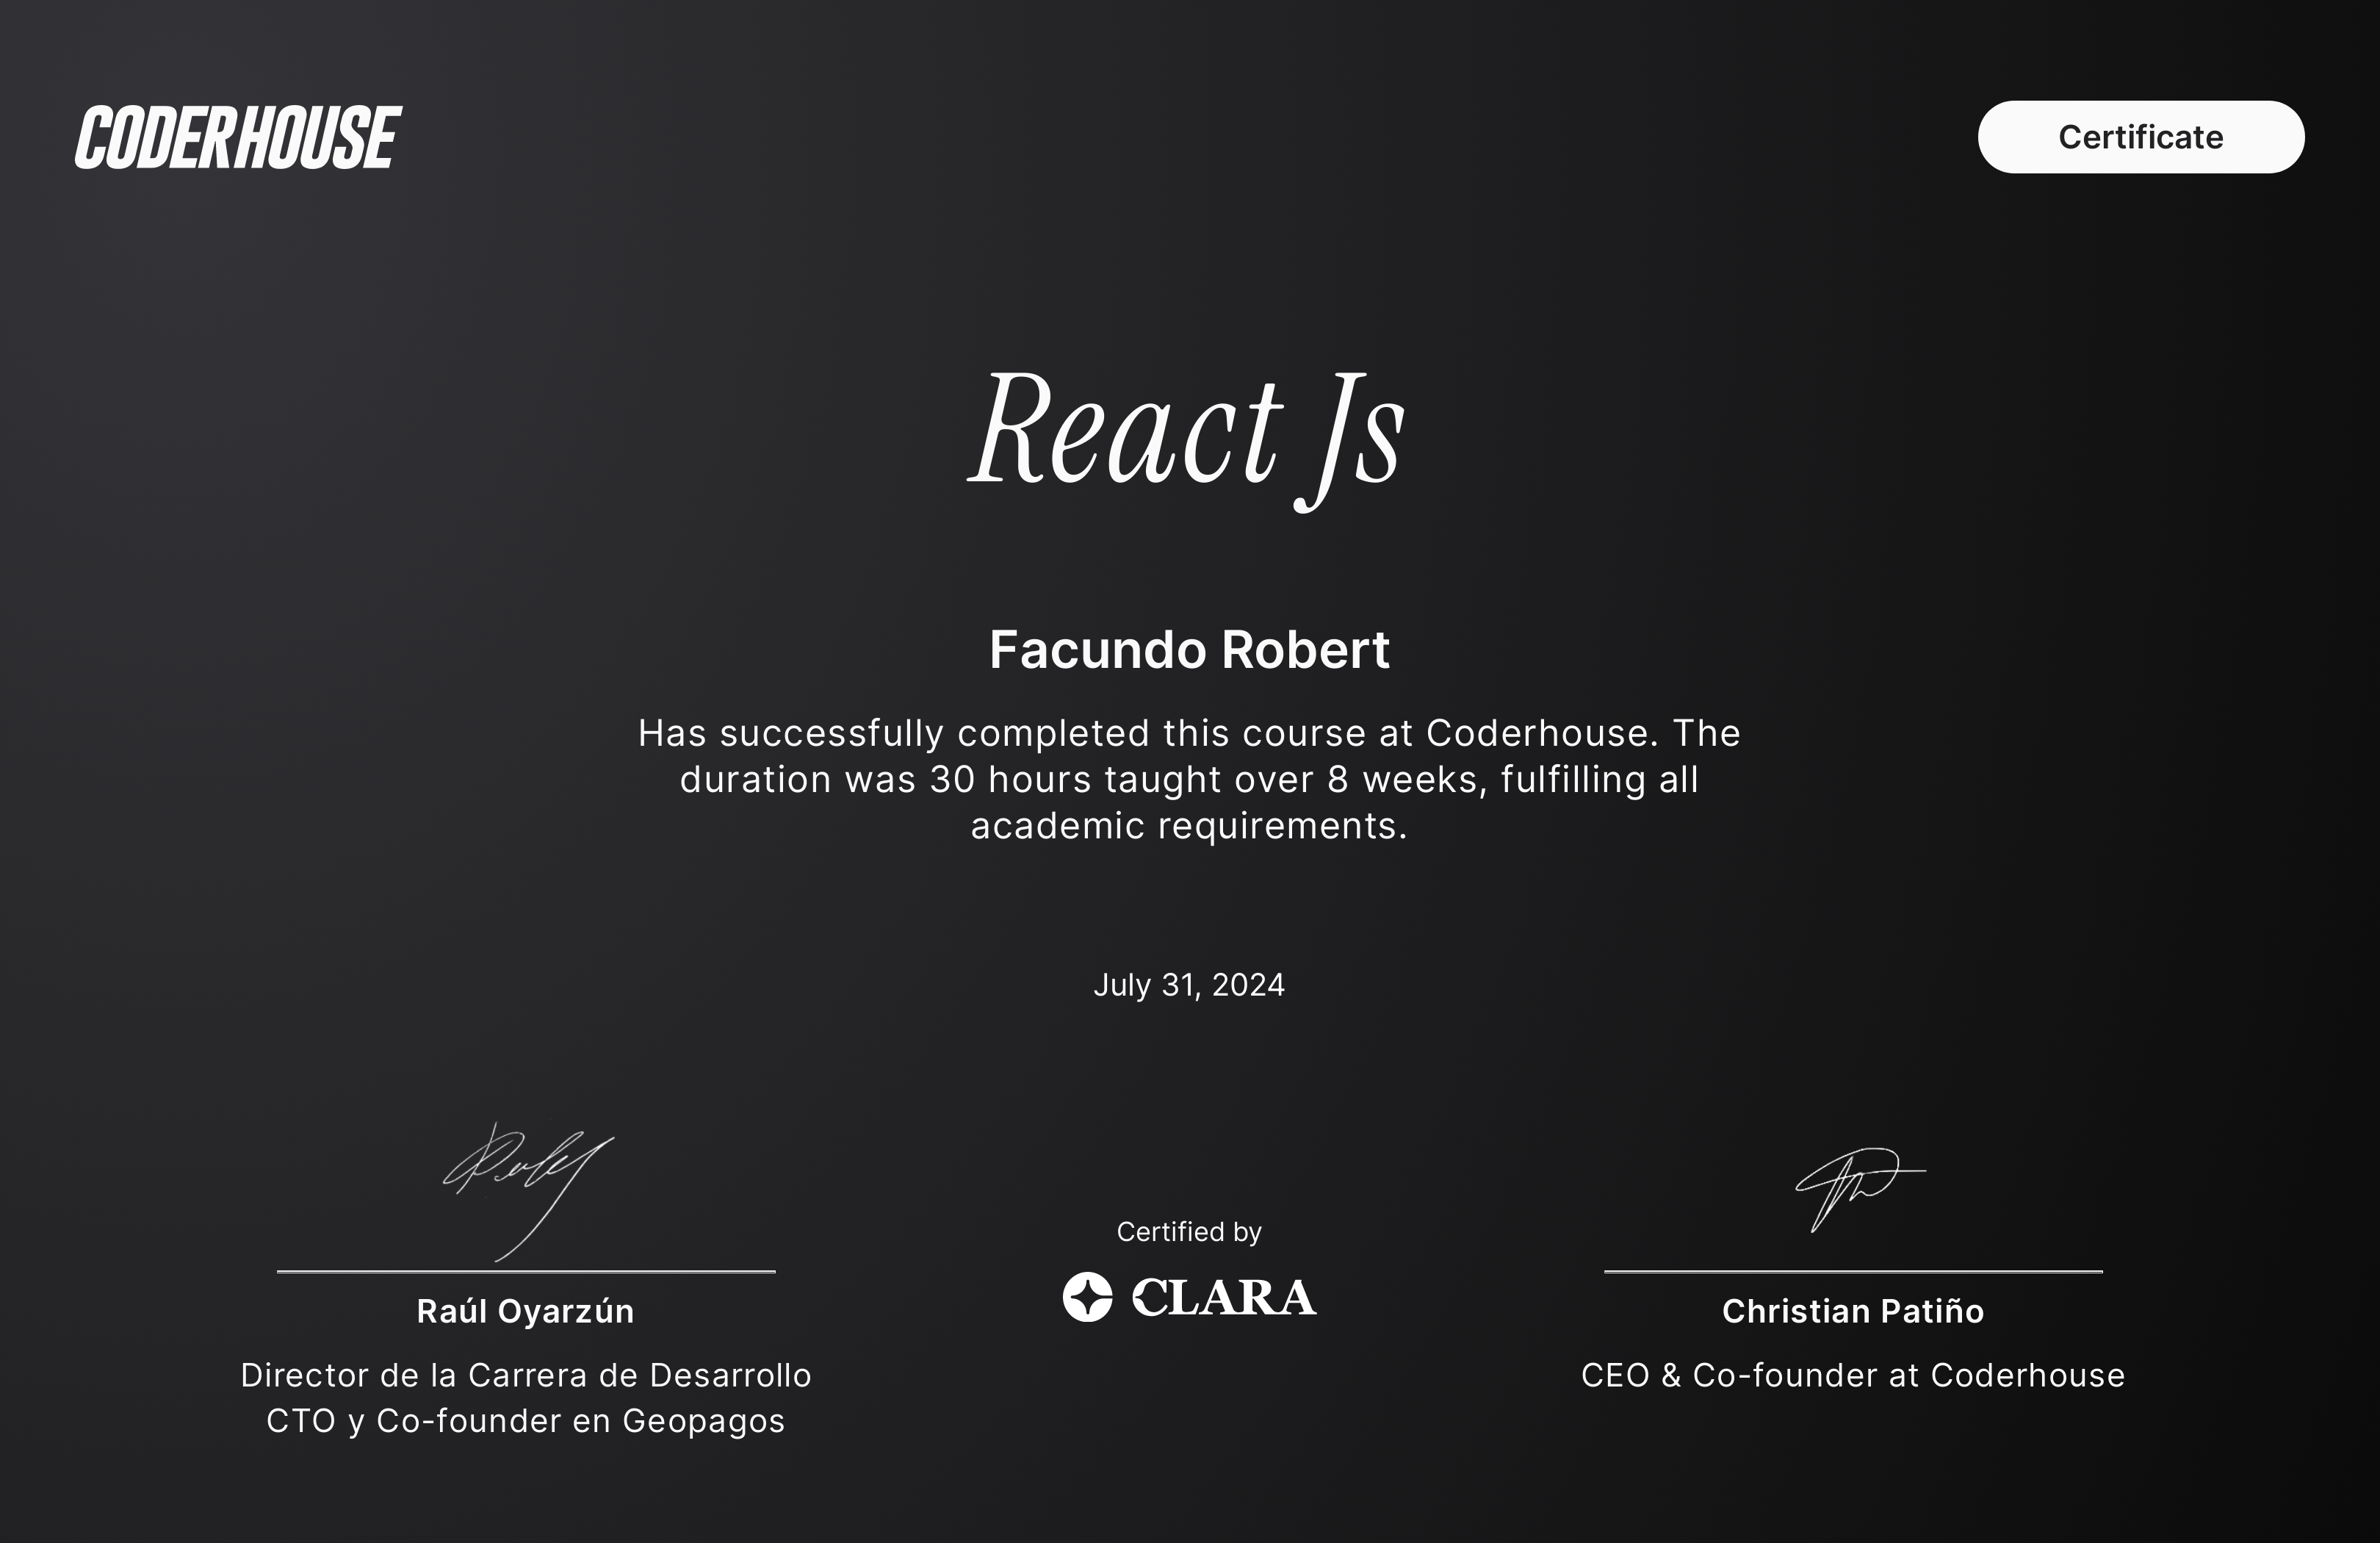 CODERHOUSE
Certificate
React Js
Facundo Robert
Has successfully completed this course at Coderhouse. The
duration was 30 hours taught over 8 weeks, fulfilling all
academic requirements.
July 31, 2024
Certified by
CLARA
Raúl Oyarzún
Director de la Carrera de Desarrollo
CTO y Co-founder en Geopagos
Christian Patiño
CEO & Co-founder at Coderhouse